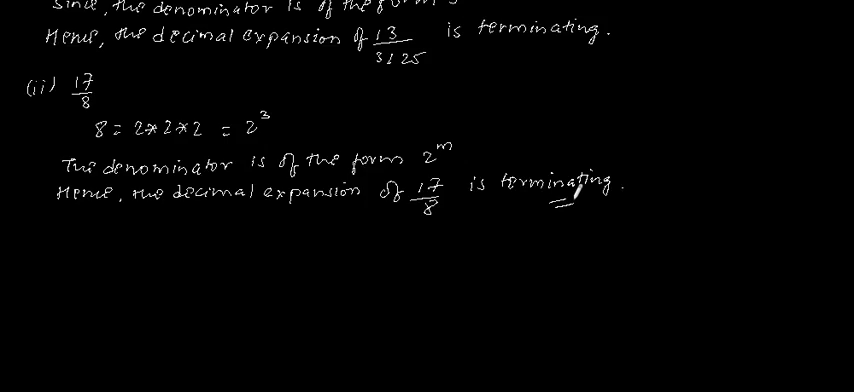 Since, the denominator is of the form 5
Hence, the decimal expansion of 13/3125 is terminating.
(ii) 17/8
8 = 2×2×2 = 2^3
The denominator is of the form 2^m
Hence, the decimal expansion of 17/8 is terminating.